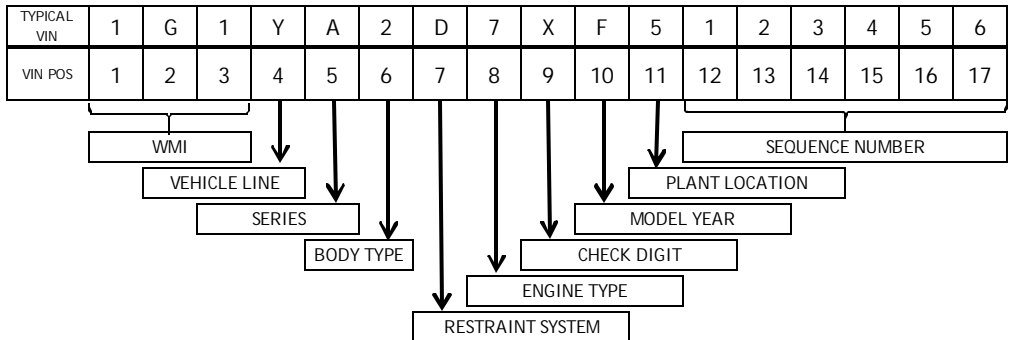 TYPICAL
VIN
1 G 1 Y A 2 D 7 X F 5 1 2 3 4 5 6
VIN POS 1 2 3 4 5 6 7 8 9 10 11 12 13 14 15 16 17
WMI SEQUENCE NUMBER
VEHICLE LINE PLANT LOCATION
SERIES MODEL YEAR
BODY TYPE CHECK DIGIT
ENGINE TYPE
RESTRAINT SYSTEM